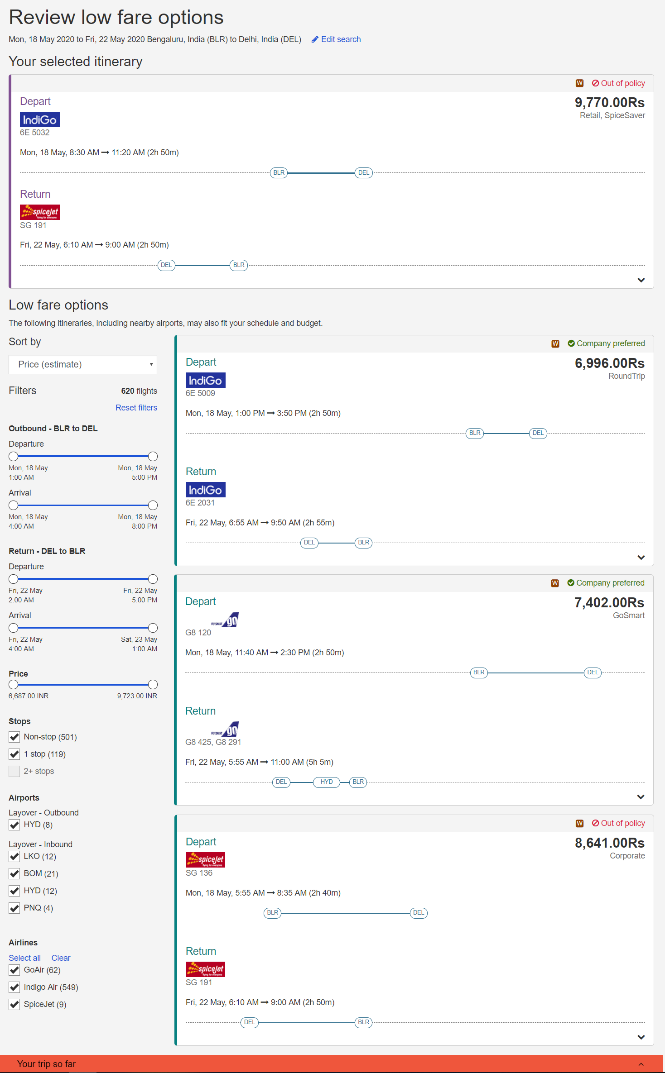 Review low fare options
Mon, 18 May 2020 to Fri, 22 May 2020 Bengaluru, India (BLR) to Delhi, India (DEL) Edit search
Your selected itinerary
W Out of policy
Depart 9,770.00Rs
IndiGo Retail, SpiceSaver
6E 5032
Mon, 18 May, 8:30 AM → 11:20 AM (2h 50m)
BLR DEL
Return
spicejet
SG 191
Fri, 22 May, 6:10 AM → 9:00 AM (2h 50m)
DEL BLR
Low fare options
The following itineraries, including nearby airports, may also fit your schedule and budget.
Sort by
Price (estimate)
Filters 620 flights
Reset filters
Outbound - BLR to DEL
Departure
Mon, 18 May Mon, 18 May
1:00 AM 5:00 PM
Arrival
Mon, 18 May Mon, 18 May
4:00 AM 8:00 PM
Return - DEL to BLR
Departure
Fri, 22 May Fri, 22 May
2:00 AM 5:00 PM
Arrival
Fri, 22 May Sat, 23 May
4:00 AM 1:00 AM
Price
6,687.00 INR 9,723.00 INR
Stops
Non-stop (501)
1 stop (119)
2+ stops
Airports
Layover - Outbound
HYD (8)
Layover - Inbound
LKO (12)
BOM (21)
HYD (12)
PNQ (4)
Airlines
Select all Clear
GoAir (62)
Indigo Air (549)
SpiceJet (9)
W Company preferred
Depart 6,996.00Rs
IndiGo RoundTrip
6E 5009
Mon, 18 May, 1:00 PM → 3:50 PM (2h 50m)
BLR DEL
Return
IndiGo
6E 2031
Fri, 22 May, 6:55 AM → 9:50 AM (2h 55m)
DEL BLR
W Company preferred
Depart 7,402.00Rs
go GoSmart
G8 120
Mon, 18 May, 11:40 AM → 2:30 PM (2h 50m)
BLR DEL
Return
go
G8 425, G8 291
Fri, 22 May, 5:55 AM → 11:00 AM (5h 5m)
DEL HYD BLR
W Out of policy
Depart 8,641.00Rs
spicejet Corporate
SG 136
Mon, 18 May, 5:55 AM → 8:35 AM (2h 40m)
BLR DEL
Return
spicejet
SG 191
Fri, 22 May, 6:10 AM → 9:00 AM (2h 50m)
DEL BLR
Your trip so far